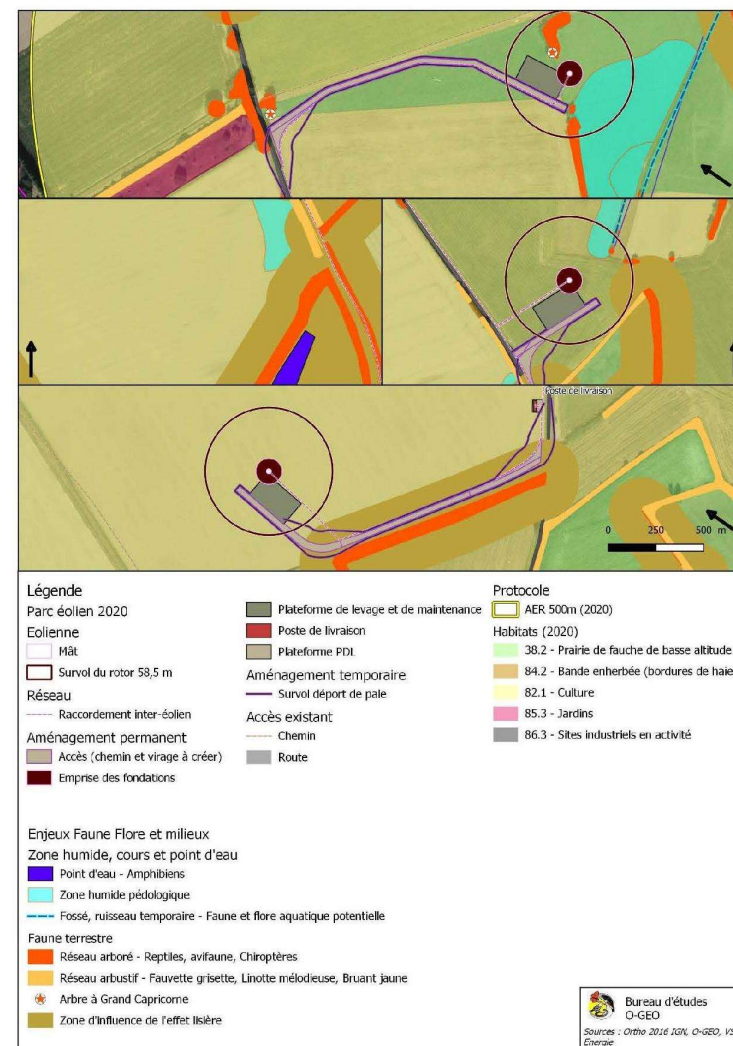 Poste de livraison
0 250 500 m
Légende
Parc éolien 2020
Eolienne
Mât
Survol du rotor 58,5 m
Réseau
Raccordement inter-éolien
Aménagement permanent
Accès (chemin et virage à créer)
Emprise des fondations
Plateforme de levage et de maintenance
Poste de livraison
Plateforme PDL
Aménagement temporaire
Survol déport de pale
Accès existant
Chemin
Route
Protocole
AER 500m (2020)
Habitats (2020)
38.2 - Prairie de fauche de basse altitude
84.2 - Bande enherbée (bordures de haie
82.1 - Culture
85.3 - Jardins
86.3 - Sites industriels en activité
Enjeux Faune Flore et milieux
Zone humide, cours et point d'eau
Point d'eau - Amphibiens
Zone humide pédologique
Fossé, ruisseau temporaire - Faune et flore aquatique potentielle
Faune terrestre
Réseau arboré - Reptiles, avifaune, Chiroptères
Réseau arbustif - Fauvette grisette, Linotte mélodieuse, Bruant jaune
Arbre à Grand Capricorne
Zone d'influence de l'effet lisière
Bureau d'études
O-GEO
Sources : Ortho 2016 IGN, O-GEO, VS
Energie